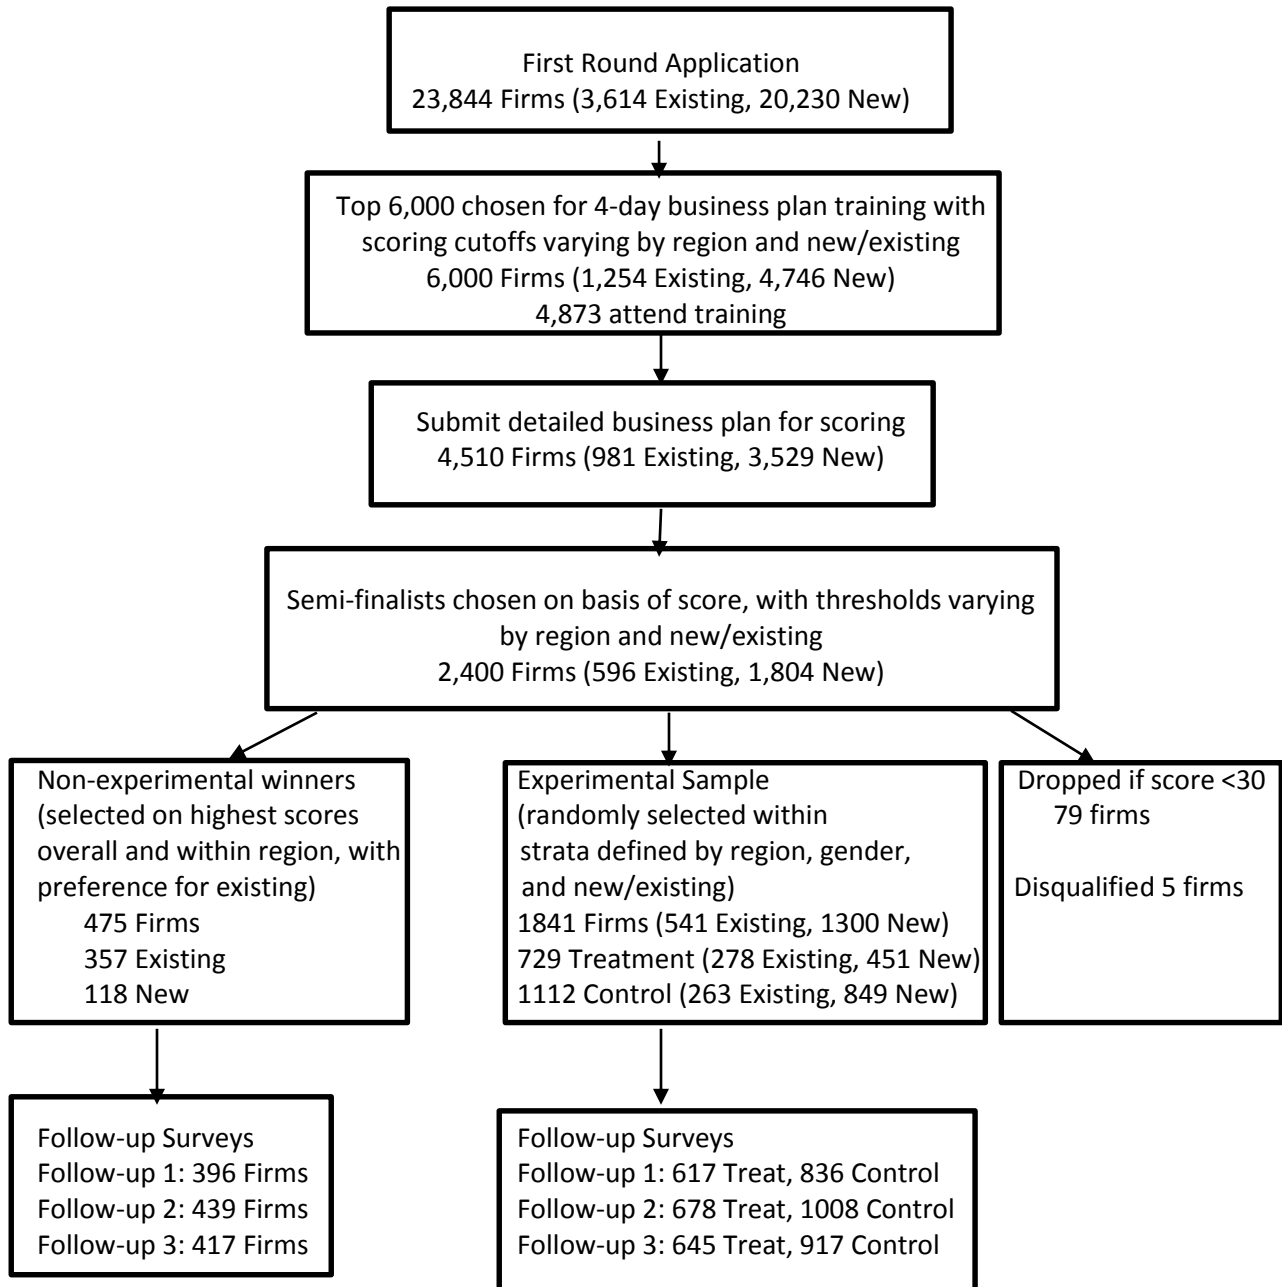 First Round Application
23,844 Firms (3,614 Existing, 20,230 New)
Top 6,000 chosen for 4-day business plan training with
scoring cutoffs varying by region and new/existing
6,000 Firms (1,254 Existing, 4,746 New)
4,873 attend training
Submit detailed business plan for scoring
4,510 Firms (981 Existing, 3,529 New)
Semi-finalists chosen on basis of score, with thresholds varying
by region and new/existing
2,400 Firms (596 Existing, 1,804 New)
Non-experimental winners
(selected on highest scores
overall and within region, with
preference for existing)
475 Firms
357 Existing
118 New
Experimental Sample
(randomly selected within
strata defined by region, gender,
and new/existing)
1841 Firms (541 Existing, 1300 New)
729 Treatment (278 Existing, 451 New)
1112 Control (263 Existing, 849 New)
Dropped if score <30
79 firms
Disqualified 5 firms
Follow-up Surveys
Follow-up 1: 396 Firms
Follow-up 2: 439 Firms
Follow-up 3: 417 Firms
Follow-up Surveys
Follow-up 1: 617 Treat, 836 Control
Follow-up 2: 678 Treat, 1008 Control
Follow-up 3: 645 Treat, 917 Control